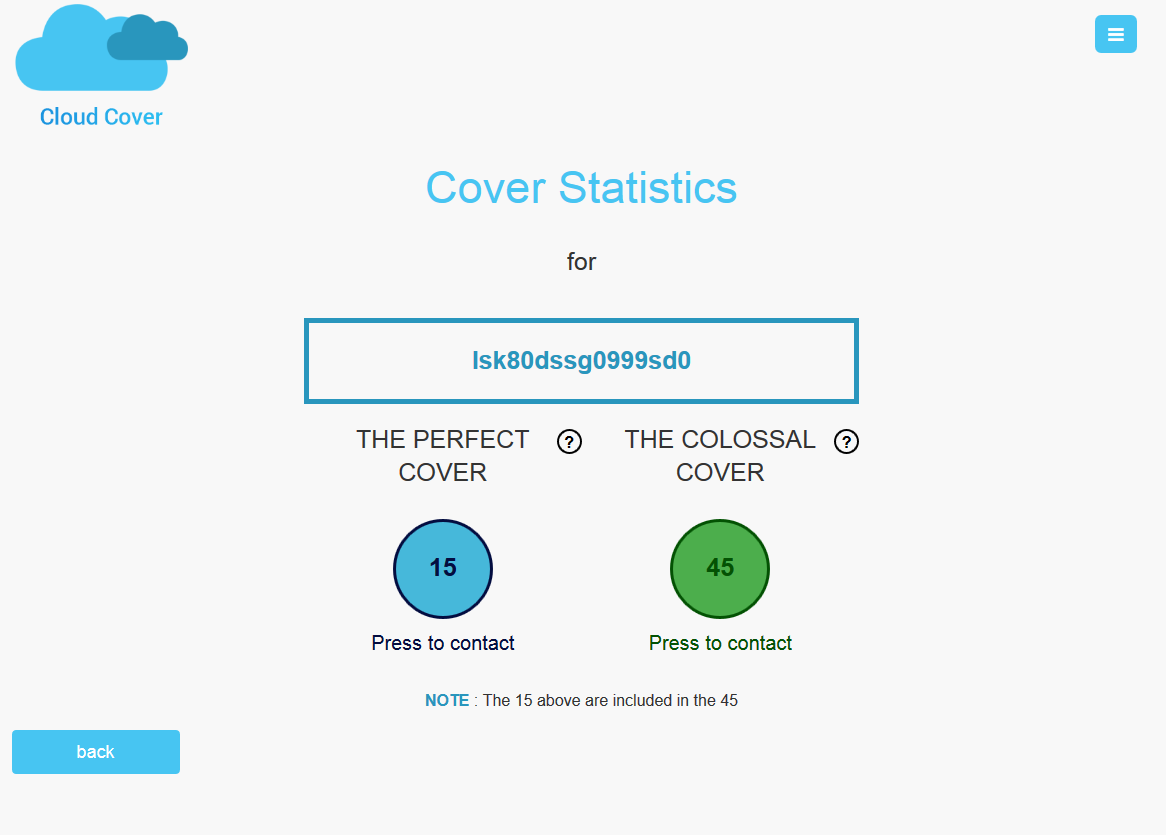 Cloud Cover
Cover Statistics
for
lsk80dssg0999sd0
THE PERFECT COVER
?
THE COLOSSAL COVER
?
15
45
Press to contact
Press to contact
NOTE : The 15 above are included in the 45
back